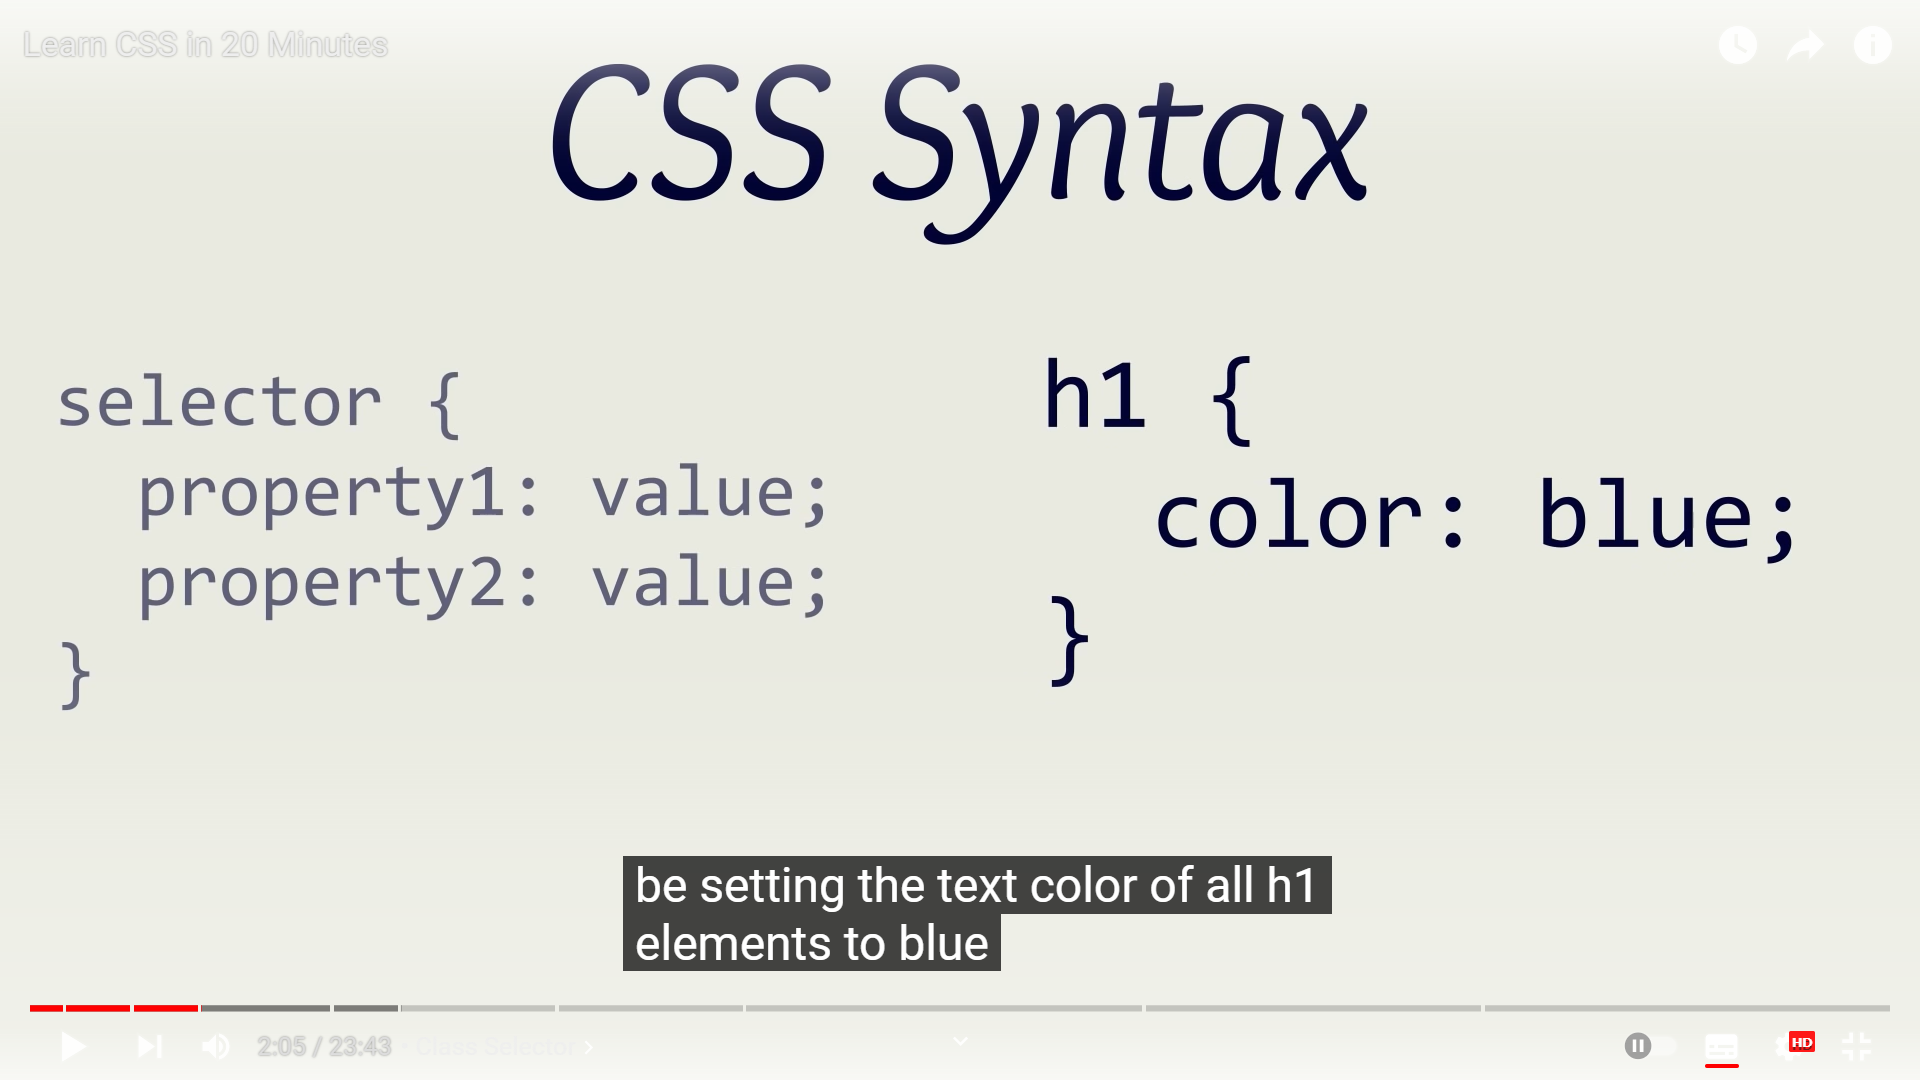 Learn CSS in 20 Minutes
CSS Syntax
selector {
  property1: value;
  property2: value;
}
h1 {
  color: blue;
}
be setting the text color of all h1
elements to blue
2:05 / 23:43 • Class Selector
HD